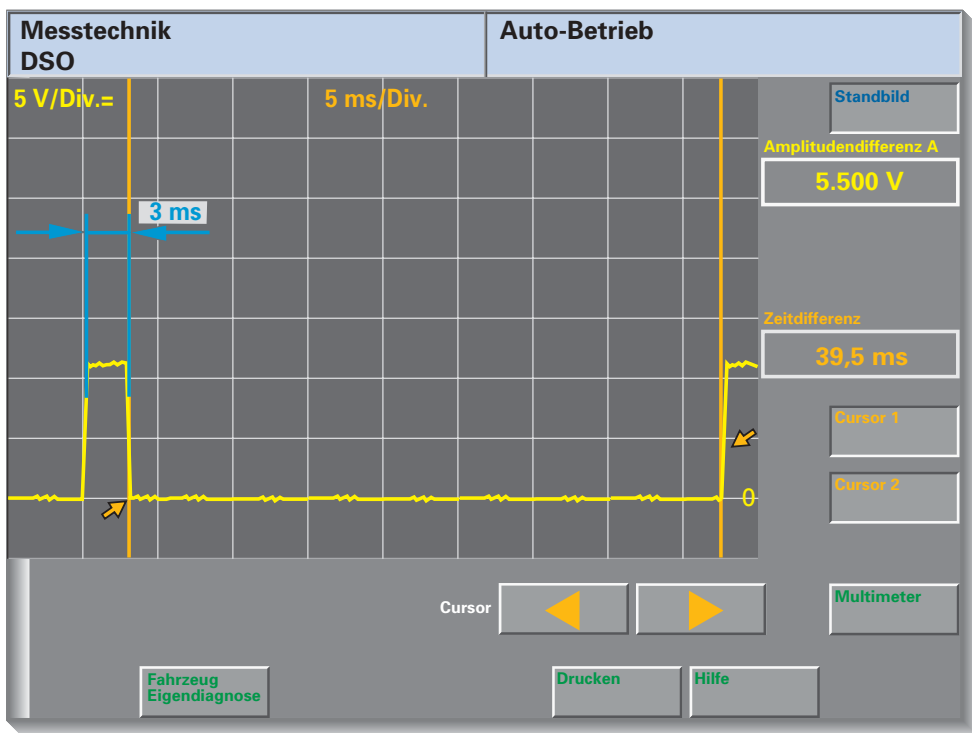 Messtechnik
DSO
Auto-Betrieb
5 V/Div.=
5 ms/Div.
Standbild
Amplitudendifferenz A
5.500 V
3 ms
Zeitdifferenz
39,5 ms
Cursor 1
Cursor 2
0
Cursor
Multimeter
Fahrzeug
Eigendiagnose
Drucken
Hilfe